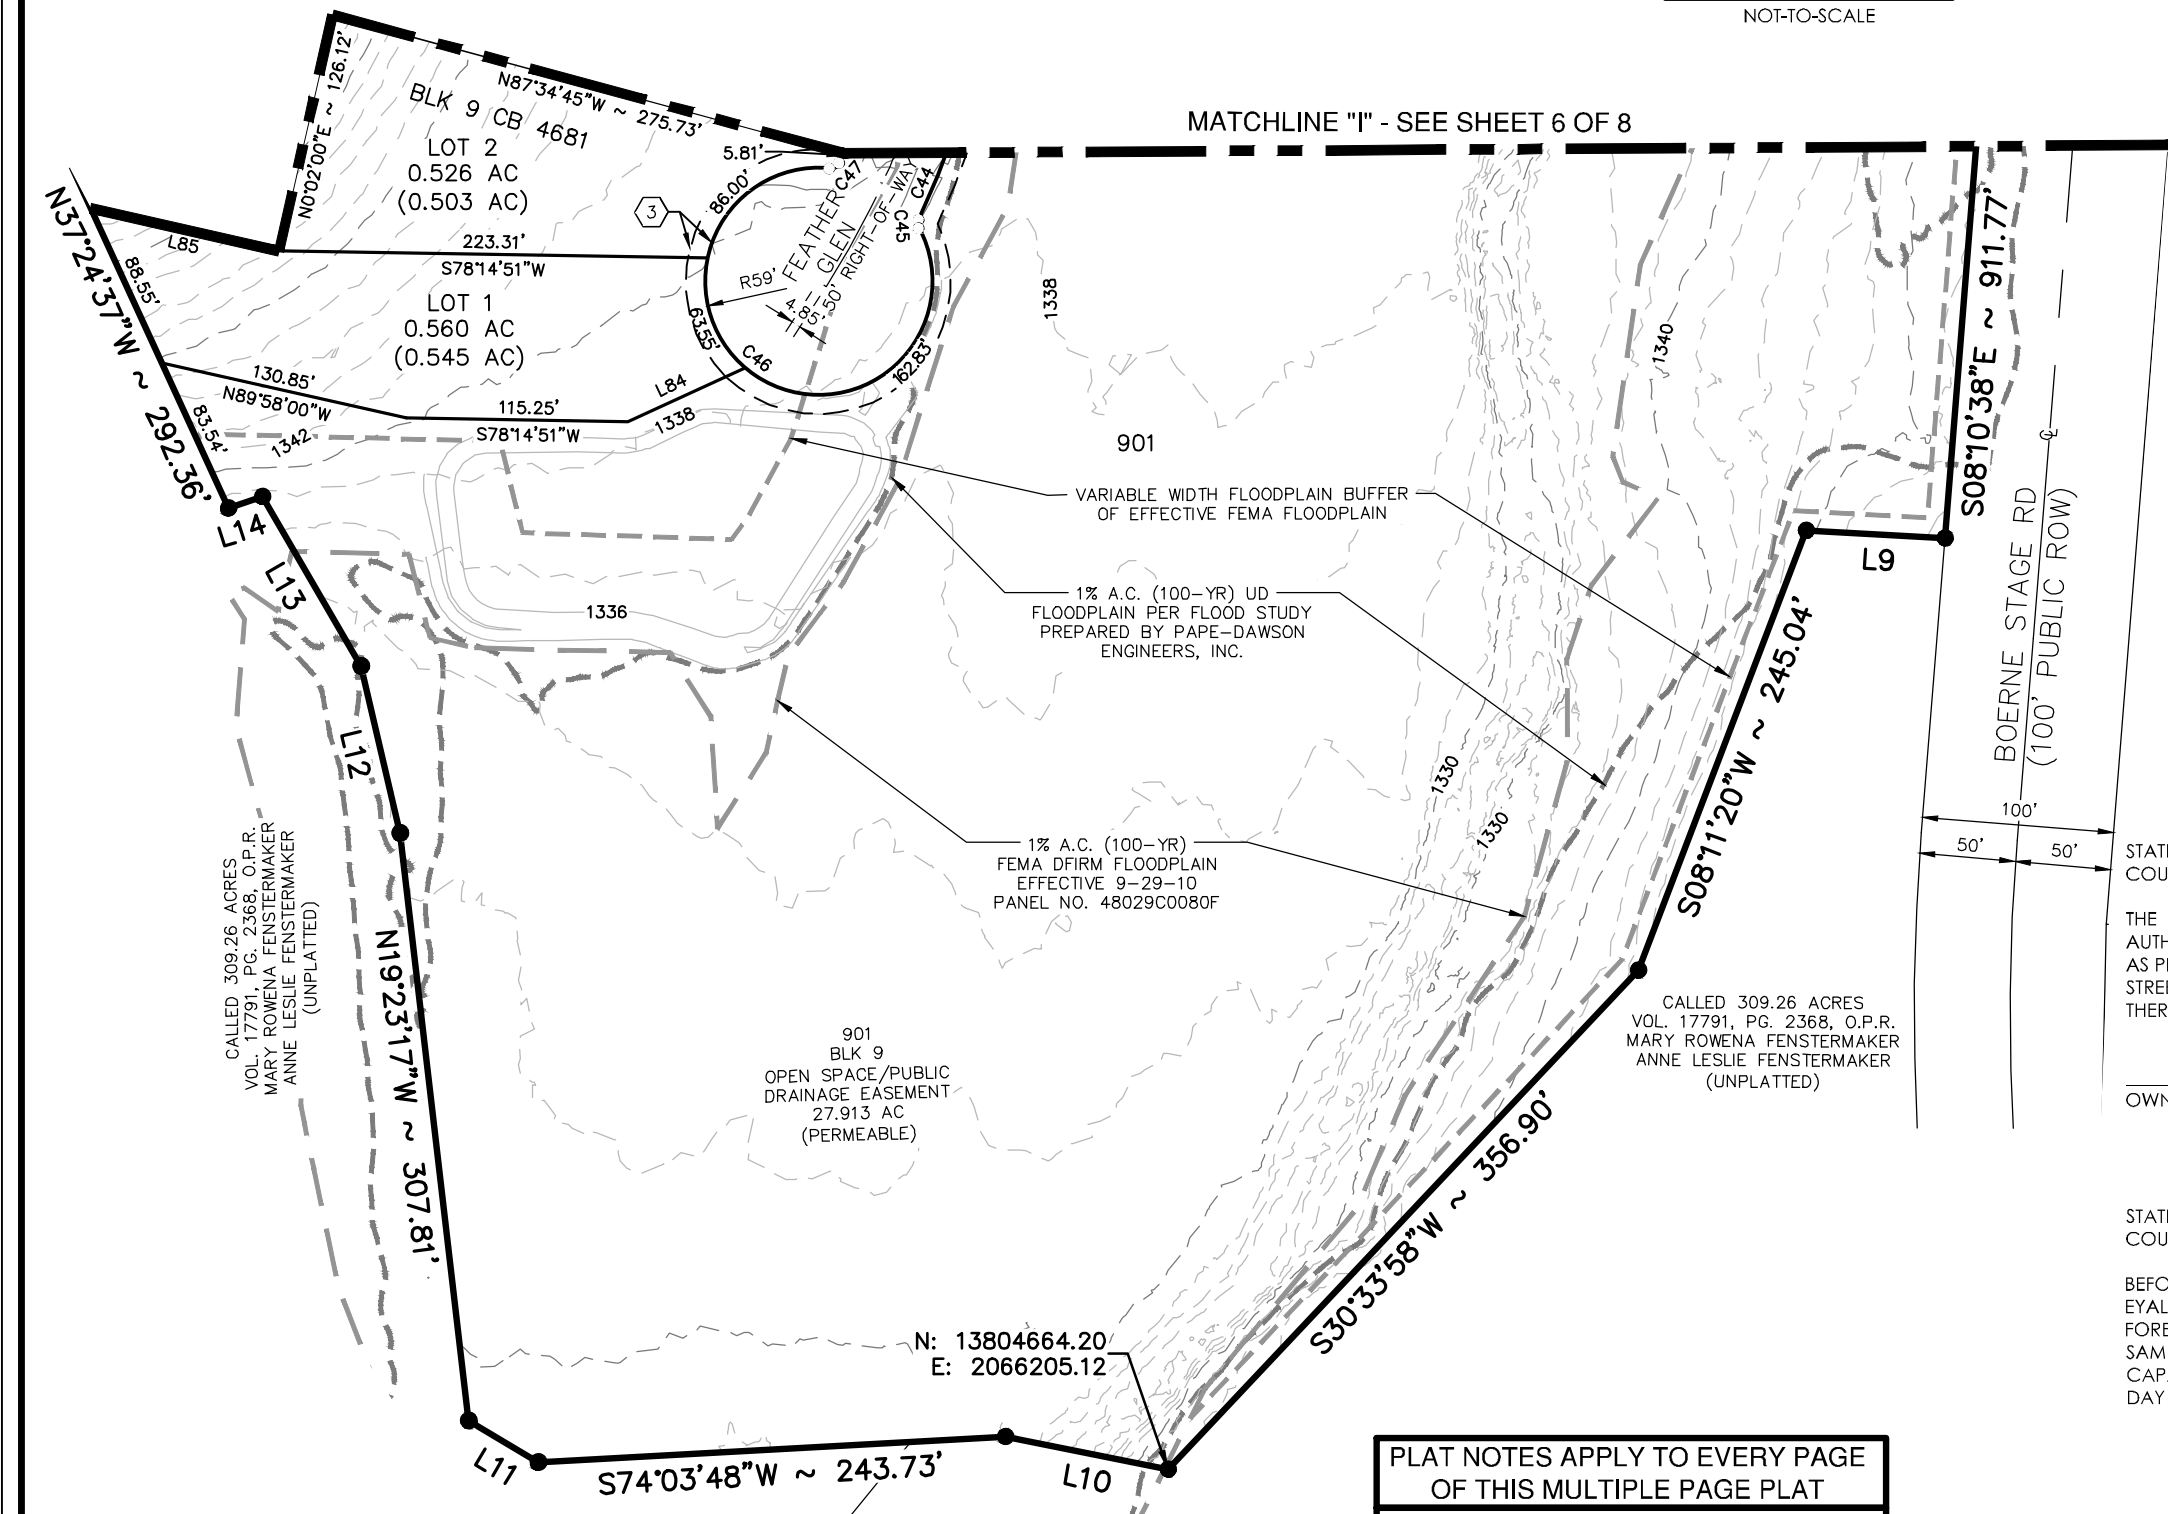 NOT-TO-SCALE
MATCHLINE "I" - SEE SHEET 6 OF 8
N0°02'00"E ~ 126.12'
N87°34'45"W ~ 275.73'
BLK 9 CB 4681
LOT 2
0.526 AC
(0.503 AC)
5.81'
86.00'
C47
C44
C45
3
FEATHER
GLEN
50' RIGHT-OF-WAY
R59'
4.85'
63.55'
162.83'
C46
L85
223.31'
S78°14'51"W
LOT 1
0.560 AC
(0.545 AC)
N37°24'37"W ~ 292.36'
88.55'
83.54'
130.85'
N89°58'00"W
115.25'
S78°14'51"W
L84
1338
1342
1338
1340
901
S08°10'38"E ~ 911.77'
L14
L13
L12
1336
VARIABLE WIDTH FLOODPLAIN BUFFER
OF EFFECTIVE FEMA FLOODPLAIN
1% A.C. (100-YR) UD
FLOODPLAIN PER FLOOD STUDY
PREPARED BY PAPE-DAWSON
ENGINEERS, INC.
L9
BOERNE STAGE RD
(100' PUBLIC ROW)
S08°11'20"W ~ 245.04'
1330
1330
100'
50'
50'
1% A.C. (100-YR)
FEMA DFIRM FLOODPLAIN
EFFECTIVE 9-29-10
PANEL NO. 48029C0080F
CALLED 309.26 ACRES
VOL. 17791, PG. 2368, O.P.R.
MARY ROWENA FENSTERMAKER
ANNE LESLIE FENSTERMAKER
(UNPLATTED)
N19°23'17"W ~ 307.81'
901
BLK 9
OPEN SPACE/PUBLIC
DRAINAGE EASEMENT
27.913 AC
(PERMEABLE)
CALLED 309.26 ACRES
VOL. 17791, PG. 2368, O.P.R.
MARY ROWENA FENSTERMAKER
ANNE LESLIE FENSTERMAKER
(UNPLATTED)
S30°33'58"W ~ 356.90'
N: 13804664.20
E: 2066205.12
L11
S74°03'48"W ~ 243.73'
L10
PLAT NOTES APPLY TO EVERY PAGE
OF THIS MULTIPLE PAGE PLAT
THE
DAY